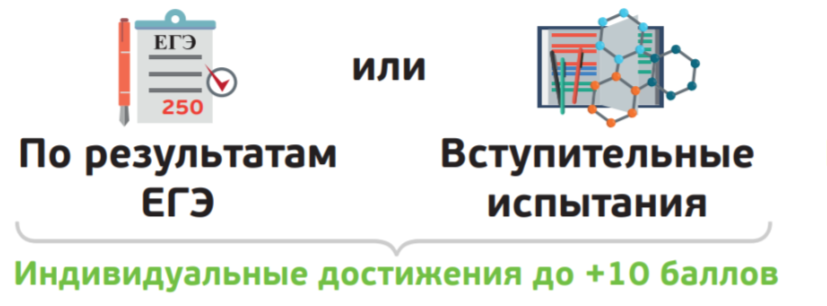 ЕГЭ
250
или
По результатам
ЕГЭ
Вступительные
испытания
Индивидуальные достижения до +10 баллов